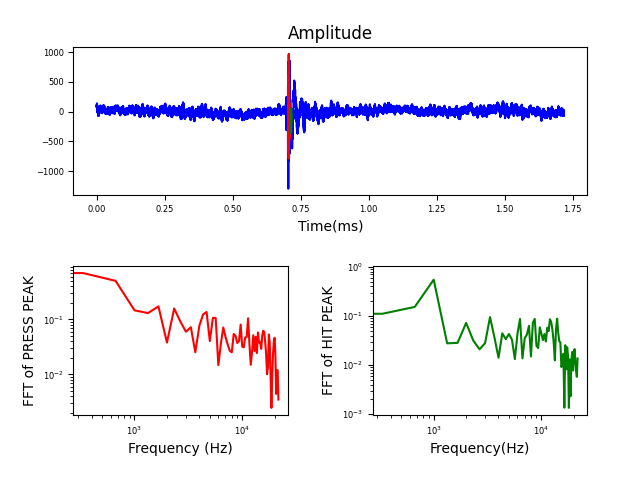 Amplitude
1000
500
0
−500
−1000
0.00 0.25 0.50 0.75 1.00 1.25 1.50 1.75
Time(ms)
FFT of PRESS PEAK
10⁻¹
10⁻²
10³ 10⁴
Frequency (Hz)
FFT of HIT PEAK
10⁰
10⁻¹
10⁻²
10⁻³
10³ 10⁴
Frequency(Hz)